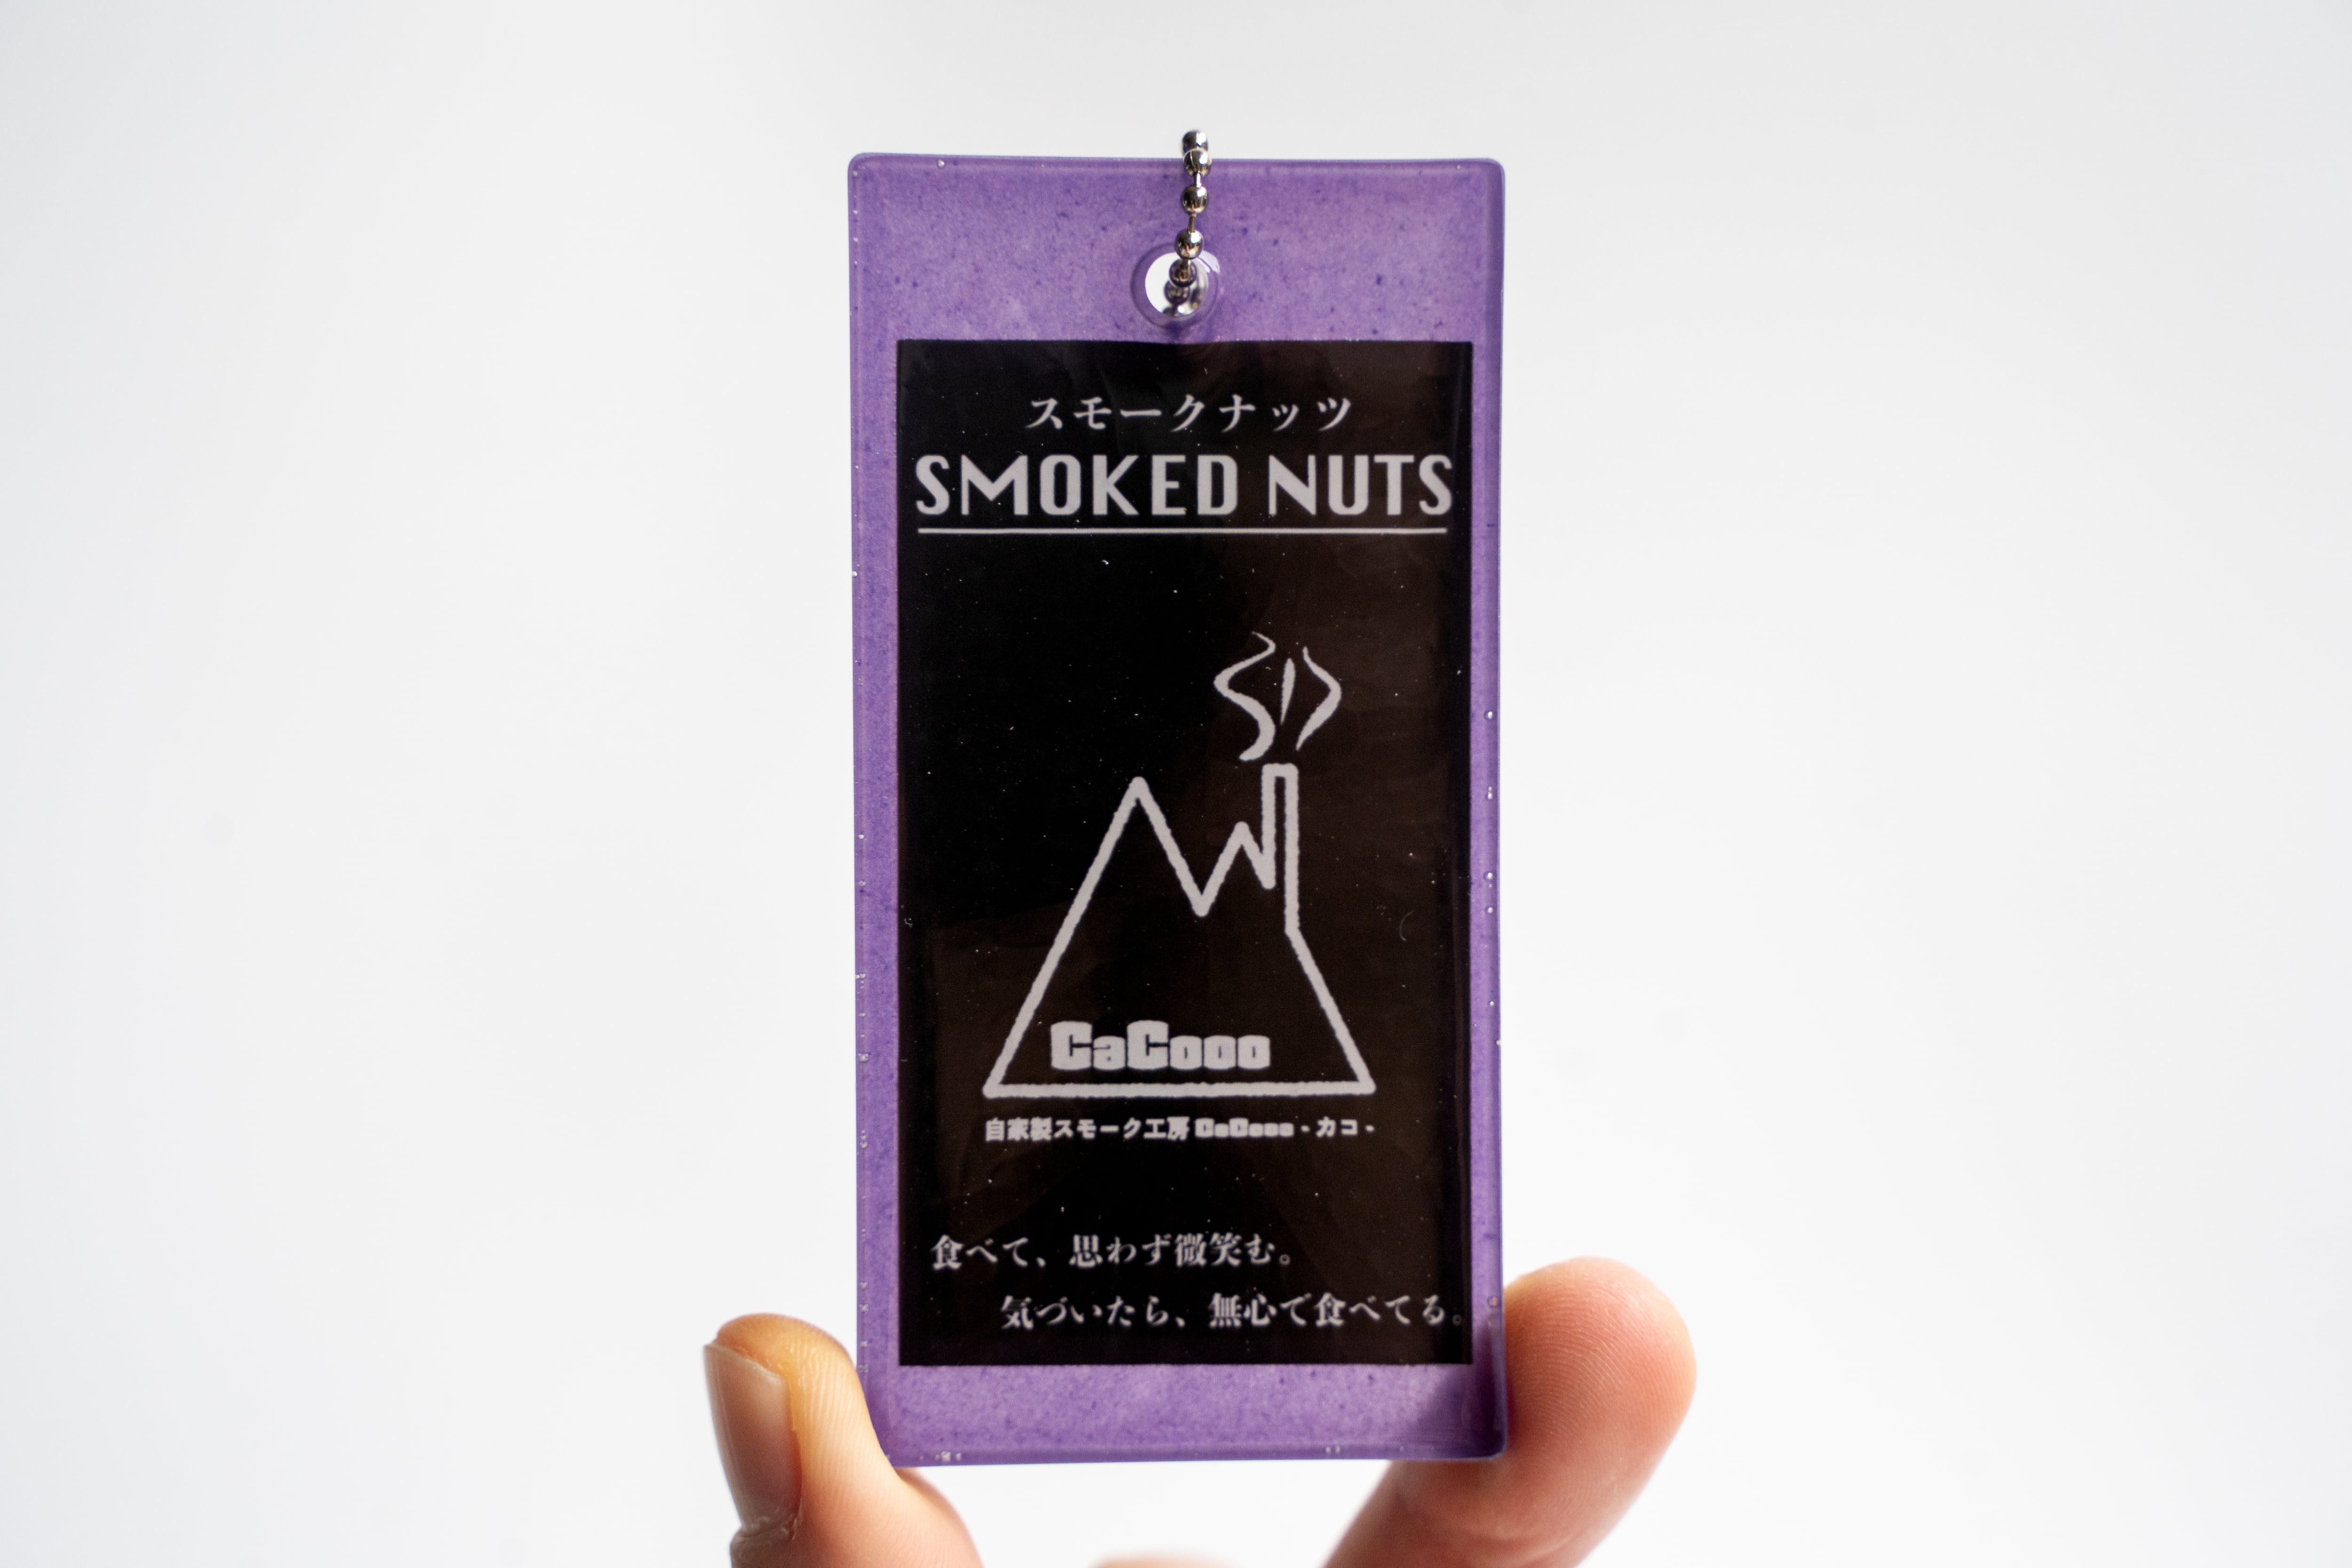 スモークナッツ
SMOKED NUTS
CaCooo
自家製スモーク工房 CaCooo - カコ -
食べて、思わず微笑む。
気づいたら、無心で食べてる。